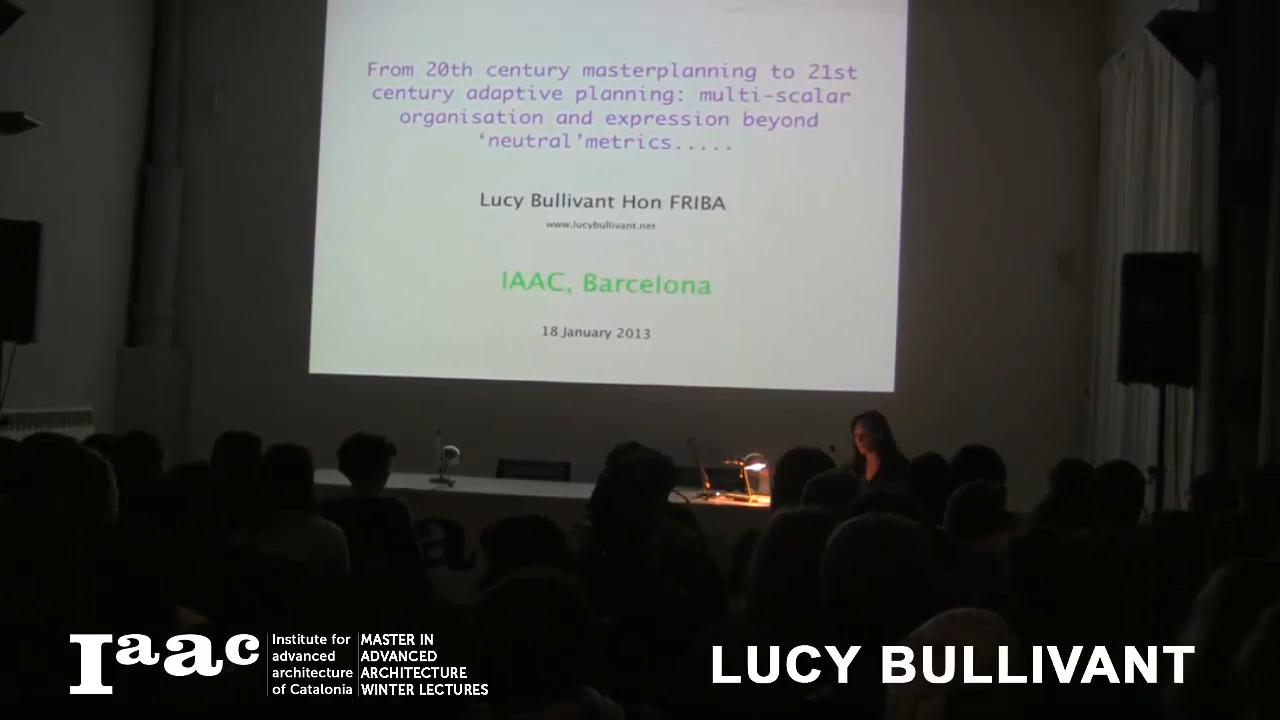 From 20th century masterplanning to 21st
century adaptive planning: multi-scalar
organisation and expression beyond
‘neutral’metrics.....
Lucy Bullivant Hon FRIBA
www.lucybullivant.net
IAAC, Barcelona
18 January 2013
Iaac
Institute for
advanced
architecture
of Catalonia
MASTER IN
ADVANCED
ARCHITECTURE
WINTER LECTURES
LUCY BULLIVANT